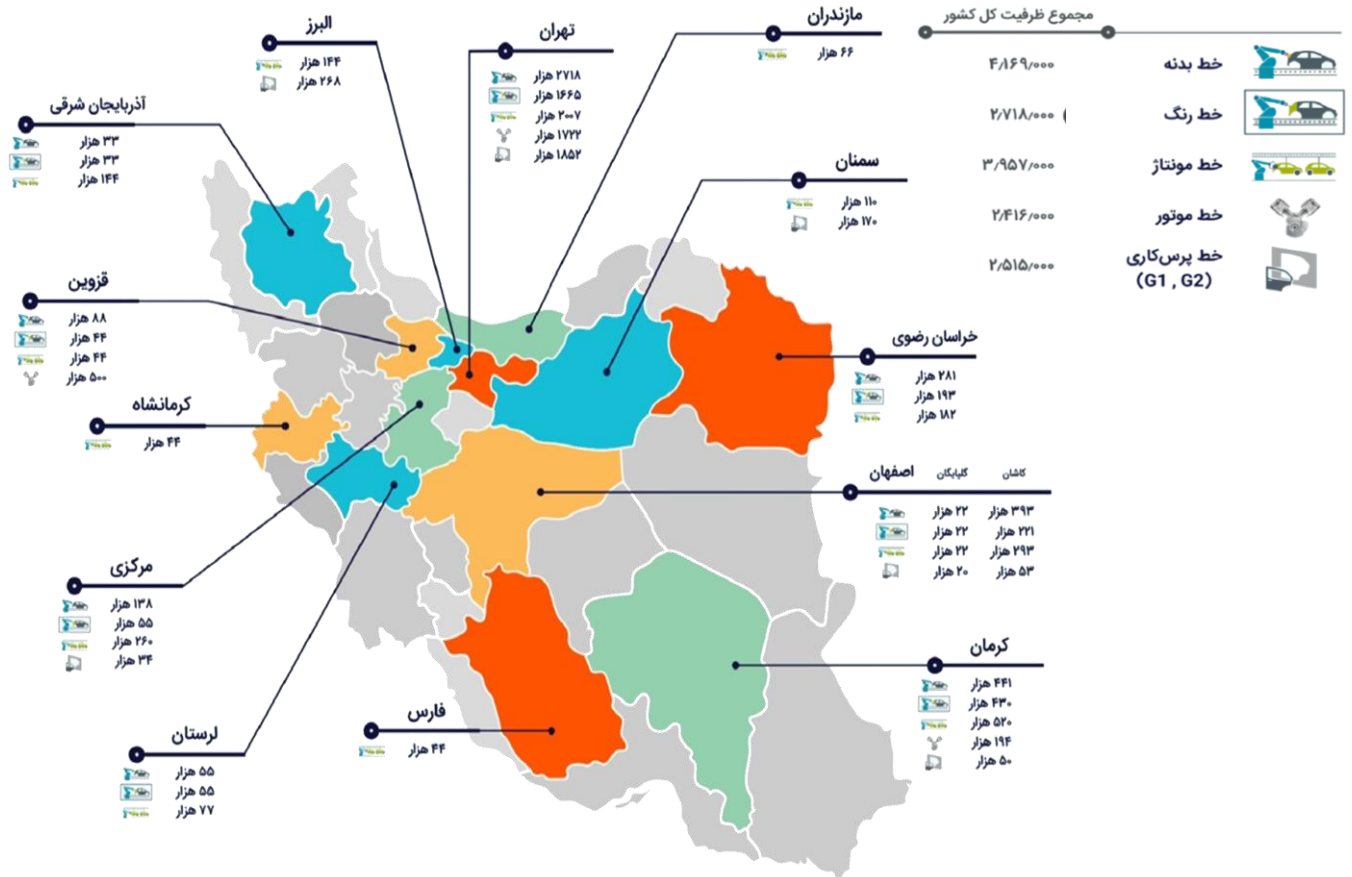 مجموع ظرفیت کل کشور
خط بدنه ۴٫۱۶۹٫۰۰۰
خط رنگ ۲٫۷۱۸٫۰۰۰ (
خط مونتاژ ۳٫۹۵۷٫۰۰۰
خط موتور ۲٫۴۱۶٫۰۰۰
خط پرس‌کاری ۲٫۵۱۵٫۰۰۰
(G1 , G2)
مازندران
۶۶ هزار
تهران
۲۷۱۸ هزار
۱۶۶۵ هزار
۲۰۰۷ هزار
۱۷۲۲ هزار
۱۸۵۲ هزار
البرز
۱۴۴ هزار
۲۶۸ هزار
آذربایجان شرقی
۳۳ هزار
۳۳ هزار
۱۴۴ هزار
سمنان
۱۱۰ هزار
۱۷۰ هزار
قزوین
۸۸ هزار
۴۴ هزار
۴۴ هزار
۵۰۰ هزار
خراسان رضوی
۲۸۱ هزار
۱۹۳ هزار
۱۸۲ هزار
کرمانشاه
۴۴ هزار
کاشان گلپایگان اصفهان
۳۹۳ هزار ۲۲ هزار
۲۲۱ هزار ۲۲ هزار
۲۹۳ هزار ۲۲ هزار
۵۳ هزار ۲۰ هزار
مرکزی
۱۳۸ هزار
۵۵ هزار
۲۶۰ هزار
۳۴ هزار
کرمان
۴۴۱ هزار
۴۳۰ هزار
۵۲۰ هزار
۱۹۴ هزار
۵۰ هزار
فارس
۴۴ هزار
لرستان
۵۵ هزار
۵۵ هزار
۷۷ هزار